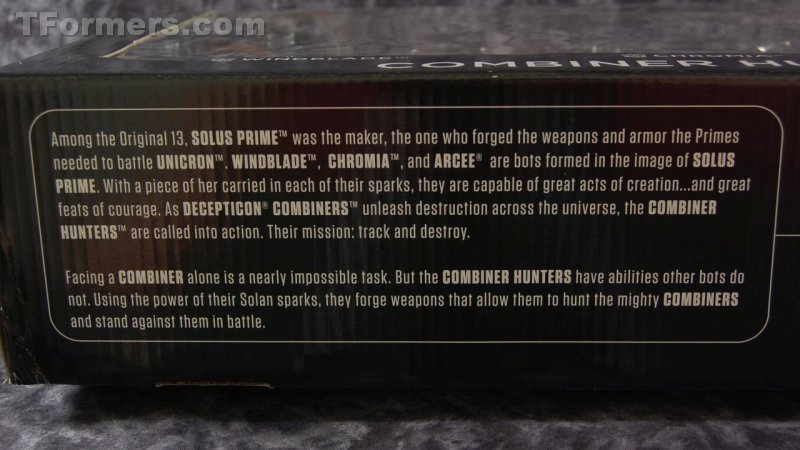 TFormers.com
WINDBLADE™ CHROMIA™
COMBINER HU
Among the Original 13, SOLUS PRIME™ was the maker, the one who forged the weapons and armor the Primes
needed to battle UNICRON™. WINDBLADE™, CHROMIA™, and ARCEE® are bots formed in the image of SOLUS
PRIME. With a piece of her carried in each of their sparks, they are capable of great acts of creation...and great
feats of courage. As DECEPTICON® COMBINERS™ unleash destruction across the universe, the COMBINER
HUNTERS™ are called into action. Their mission: track and destroy.
Facing a COMBINER alone is a nearly impossible task. But the COMBINER HUNTERS have abilities other bots do
not. Using the power of their Solan sparks, they forge weapons that allow them to hunt the mighty COMBINERS
and stand against them in battle.